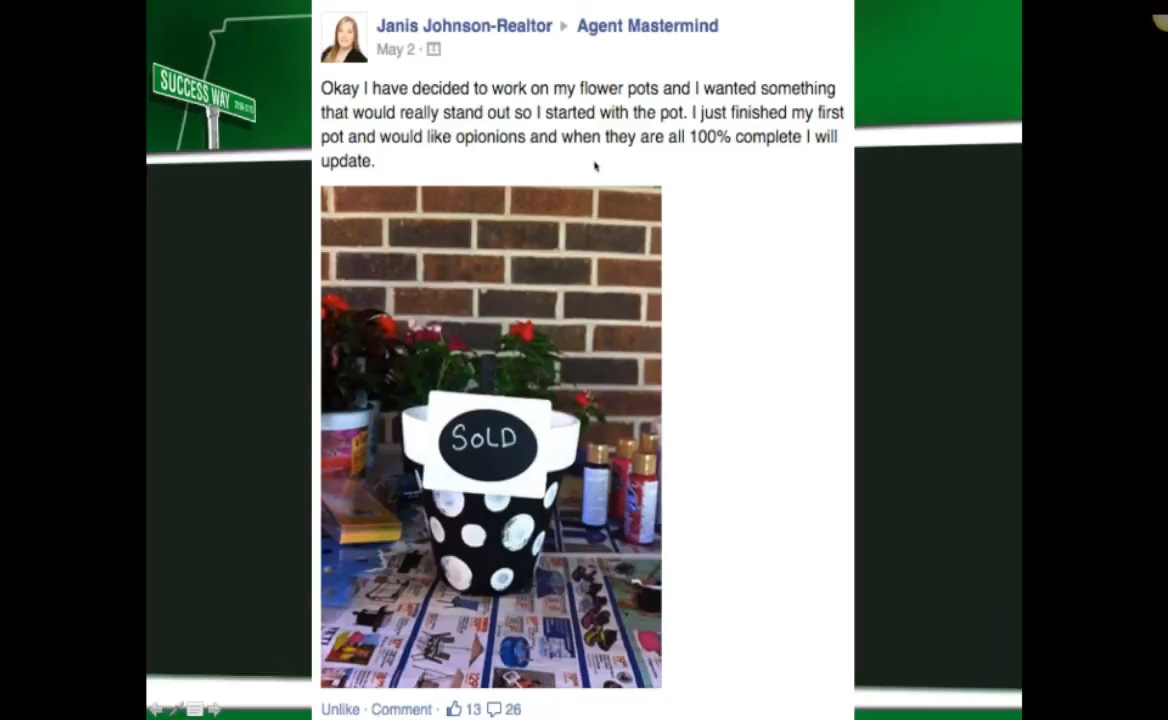 SUCCESS WAY
Janis Johnson-Realtor ▸ Agent Mastermind
May 2 ·
Okay I have decided to work on my flower pots and I wanted something
that would really stand out so I started with the pot. I just finished my first
pot and would like opionions and when they are all 100% complete I will
update.
SOLD
Unlike · Comment · 13 26